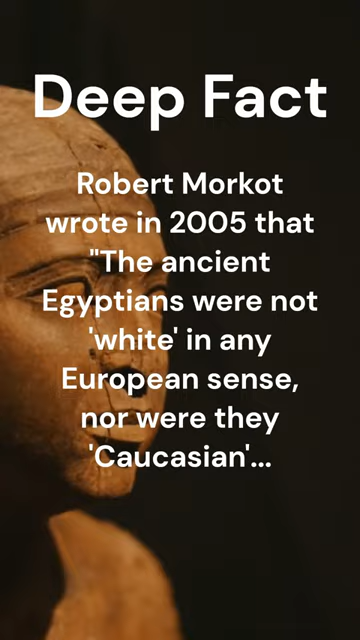 Deep Fact
Robert Morkot
wrote in 2005 that
"The ancient
Egyptians were not
'white' in any
European sense,
nor were they
'Caucasian'...